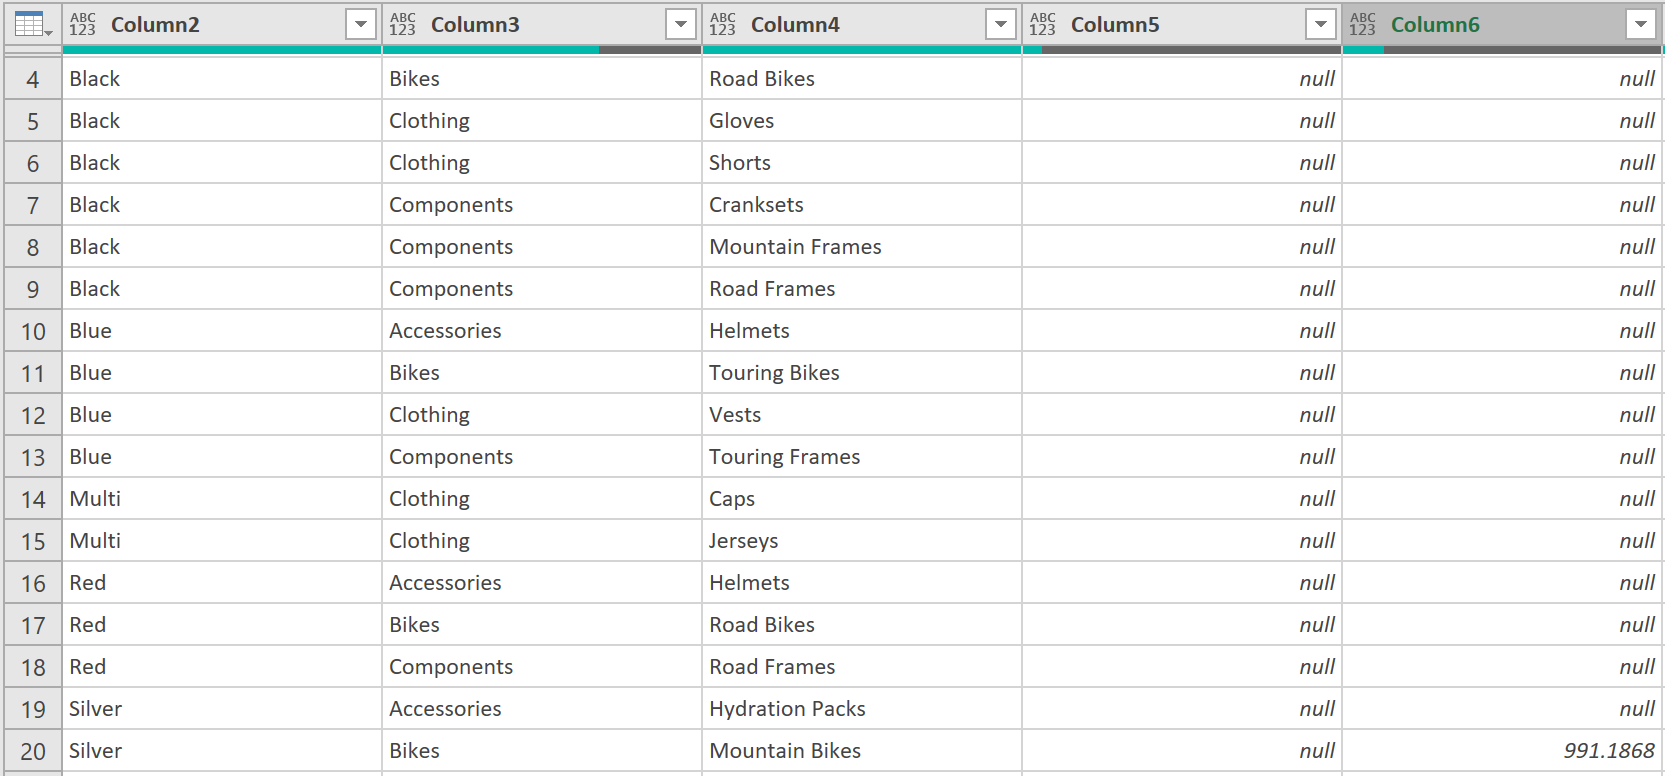 ABC 123 Column2 ABC 123 Column3 ABC 123 Column4 ABC 123 Column5 ABC 123 Column6
4 Black Bikes Road Bikes null null
5 Black Clothing Gloves null null
6 Black Clothing Shorts null null
7 Black Components Cranksets null null
8 Black Components Mountain Frames null null
9 Black Components Road Frames null null
10 Blue Accessories Helmets null null
11 Blue Bikes Touring Bikes null null
12 Blue Clothing Vests null null
13 Blue Components Touring Frames null null
14 Multi Clothing Caps null null
15 Multi Clothing Jerseys null null
16 Red Accessories Helmets null null
17 Red Bikes Road Bikes null null
18 Red Components Road Frames null null
19 Silver Accessories Hydration Packs null null
20 Silver Bikes Mountain Bikes null 991.1868